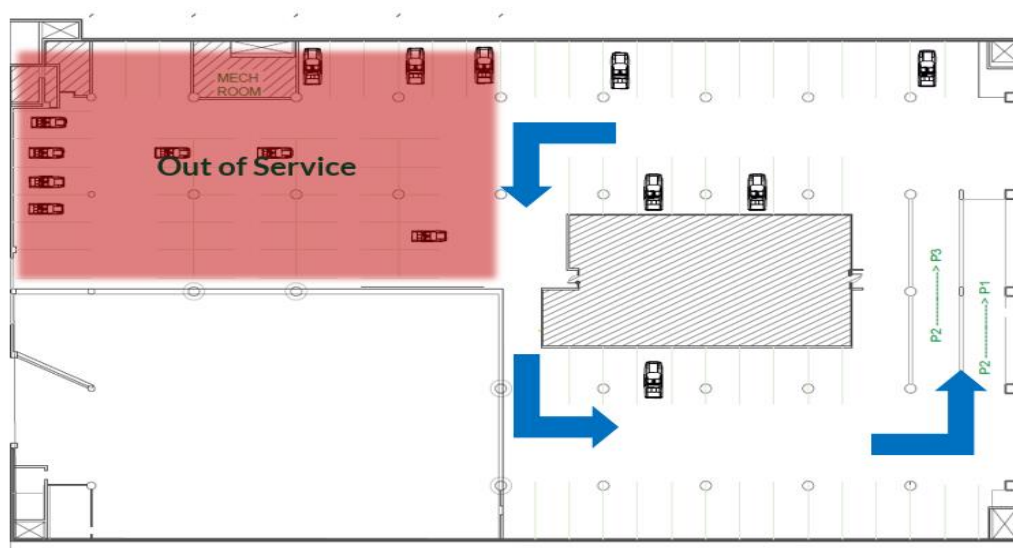 MECH
ROOM
Out of Service
P2 ----------> P3
P2 ----------> P1